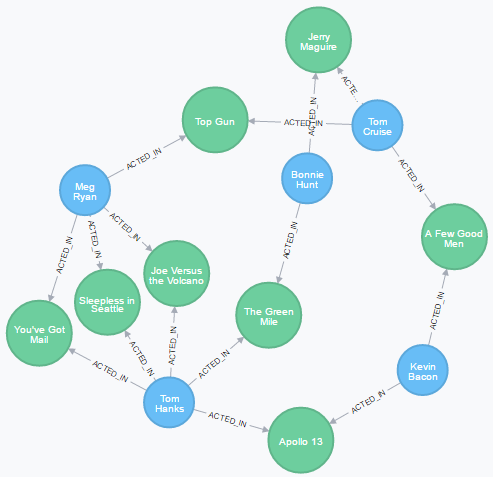 Jerry
Maguire
ACTE...
Top Gun
ACTED_IN
ACTED_IN
Tom
Cruise
ACTED_IN
Meg
Ryan
Bonnie
Hunt
ACTED_IN
ACTED_IN
ACTED_IN
ACTED_IN
ACTED_IN
A Few Good
Men
ACTED_IN
Joe Versus
the Volcano
Sleepless in
Seattle
The Green
Mile
ACTED_IN
You've Got
Mail
ACTED_IN
ACTED_IN
ACTED_IN
ACTED_IN
Kevin
Bacon
Tom
Hanks
ACTED_IN
ACTED_IN
Apollo 13